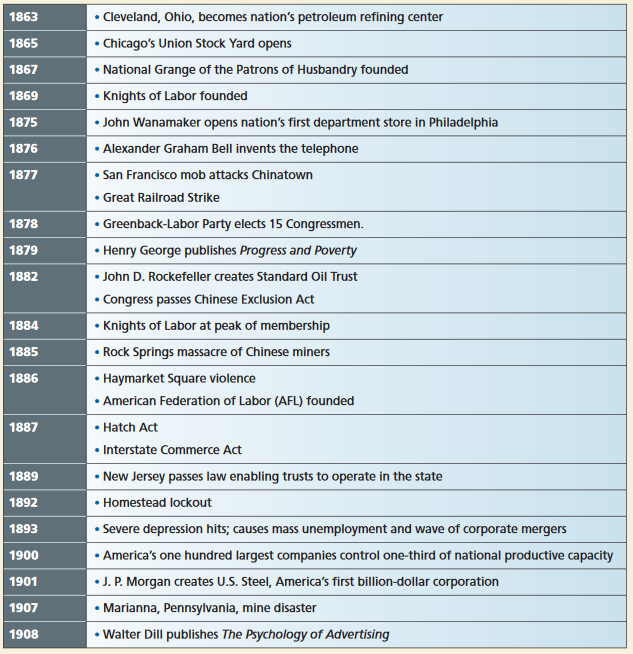 1863 • Cleveland, Ohio, becomes nation's petroleum refining center
1865 • Chicago's Union Stock Yard opens
1867 • National Grange of the Patrons of Husbandry founded
1869 • Knights of Labor founded
1875 • John Wanamaker opens nation's first department store in Philadelphia
1876 • Alexander Graham Bell invents the telephone
1877 • San Francisco mob attacks Chinatown
• Great Railroad Strike
1878 • Greenback-Labor Party elects 15 Congressmen.
1879 • Henry George publishes Progress and Poverty
1882 • John D. Rockefeller creates Standard Oil Trust
• Congress passes Chinese Exclusion Act
1884 • Knights of Labor at peak of membership
1885 • Rock Springs massacre of Chinese miners
1886 • Haymarket Square violence
• American Federation of Labor (AFL) founded
1887 • Hatch Act
• Interstate Commerce Act
1889 • New Jersey passes law enabling trusts to operate in the state
1892 • Homestead lockout
1893 • Severe depression hits; causes mass unemployment and wave of corporate mergers
1900 • America's one hundred largest companies control one-third of national productive capacity
1901 • J. P. Morgan creates U.S. Steel, America's first billion-dollar corporation
1907 • Marianna, Pennsylvania, mine disaster
1908 • Walter Dill publishes The Psychology of Advertising